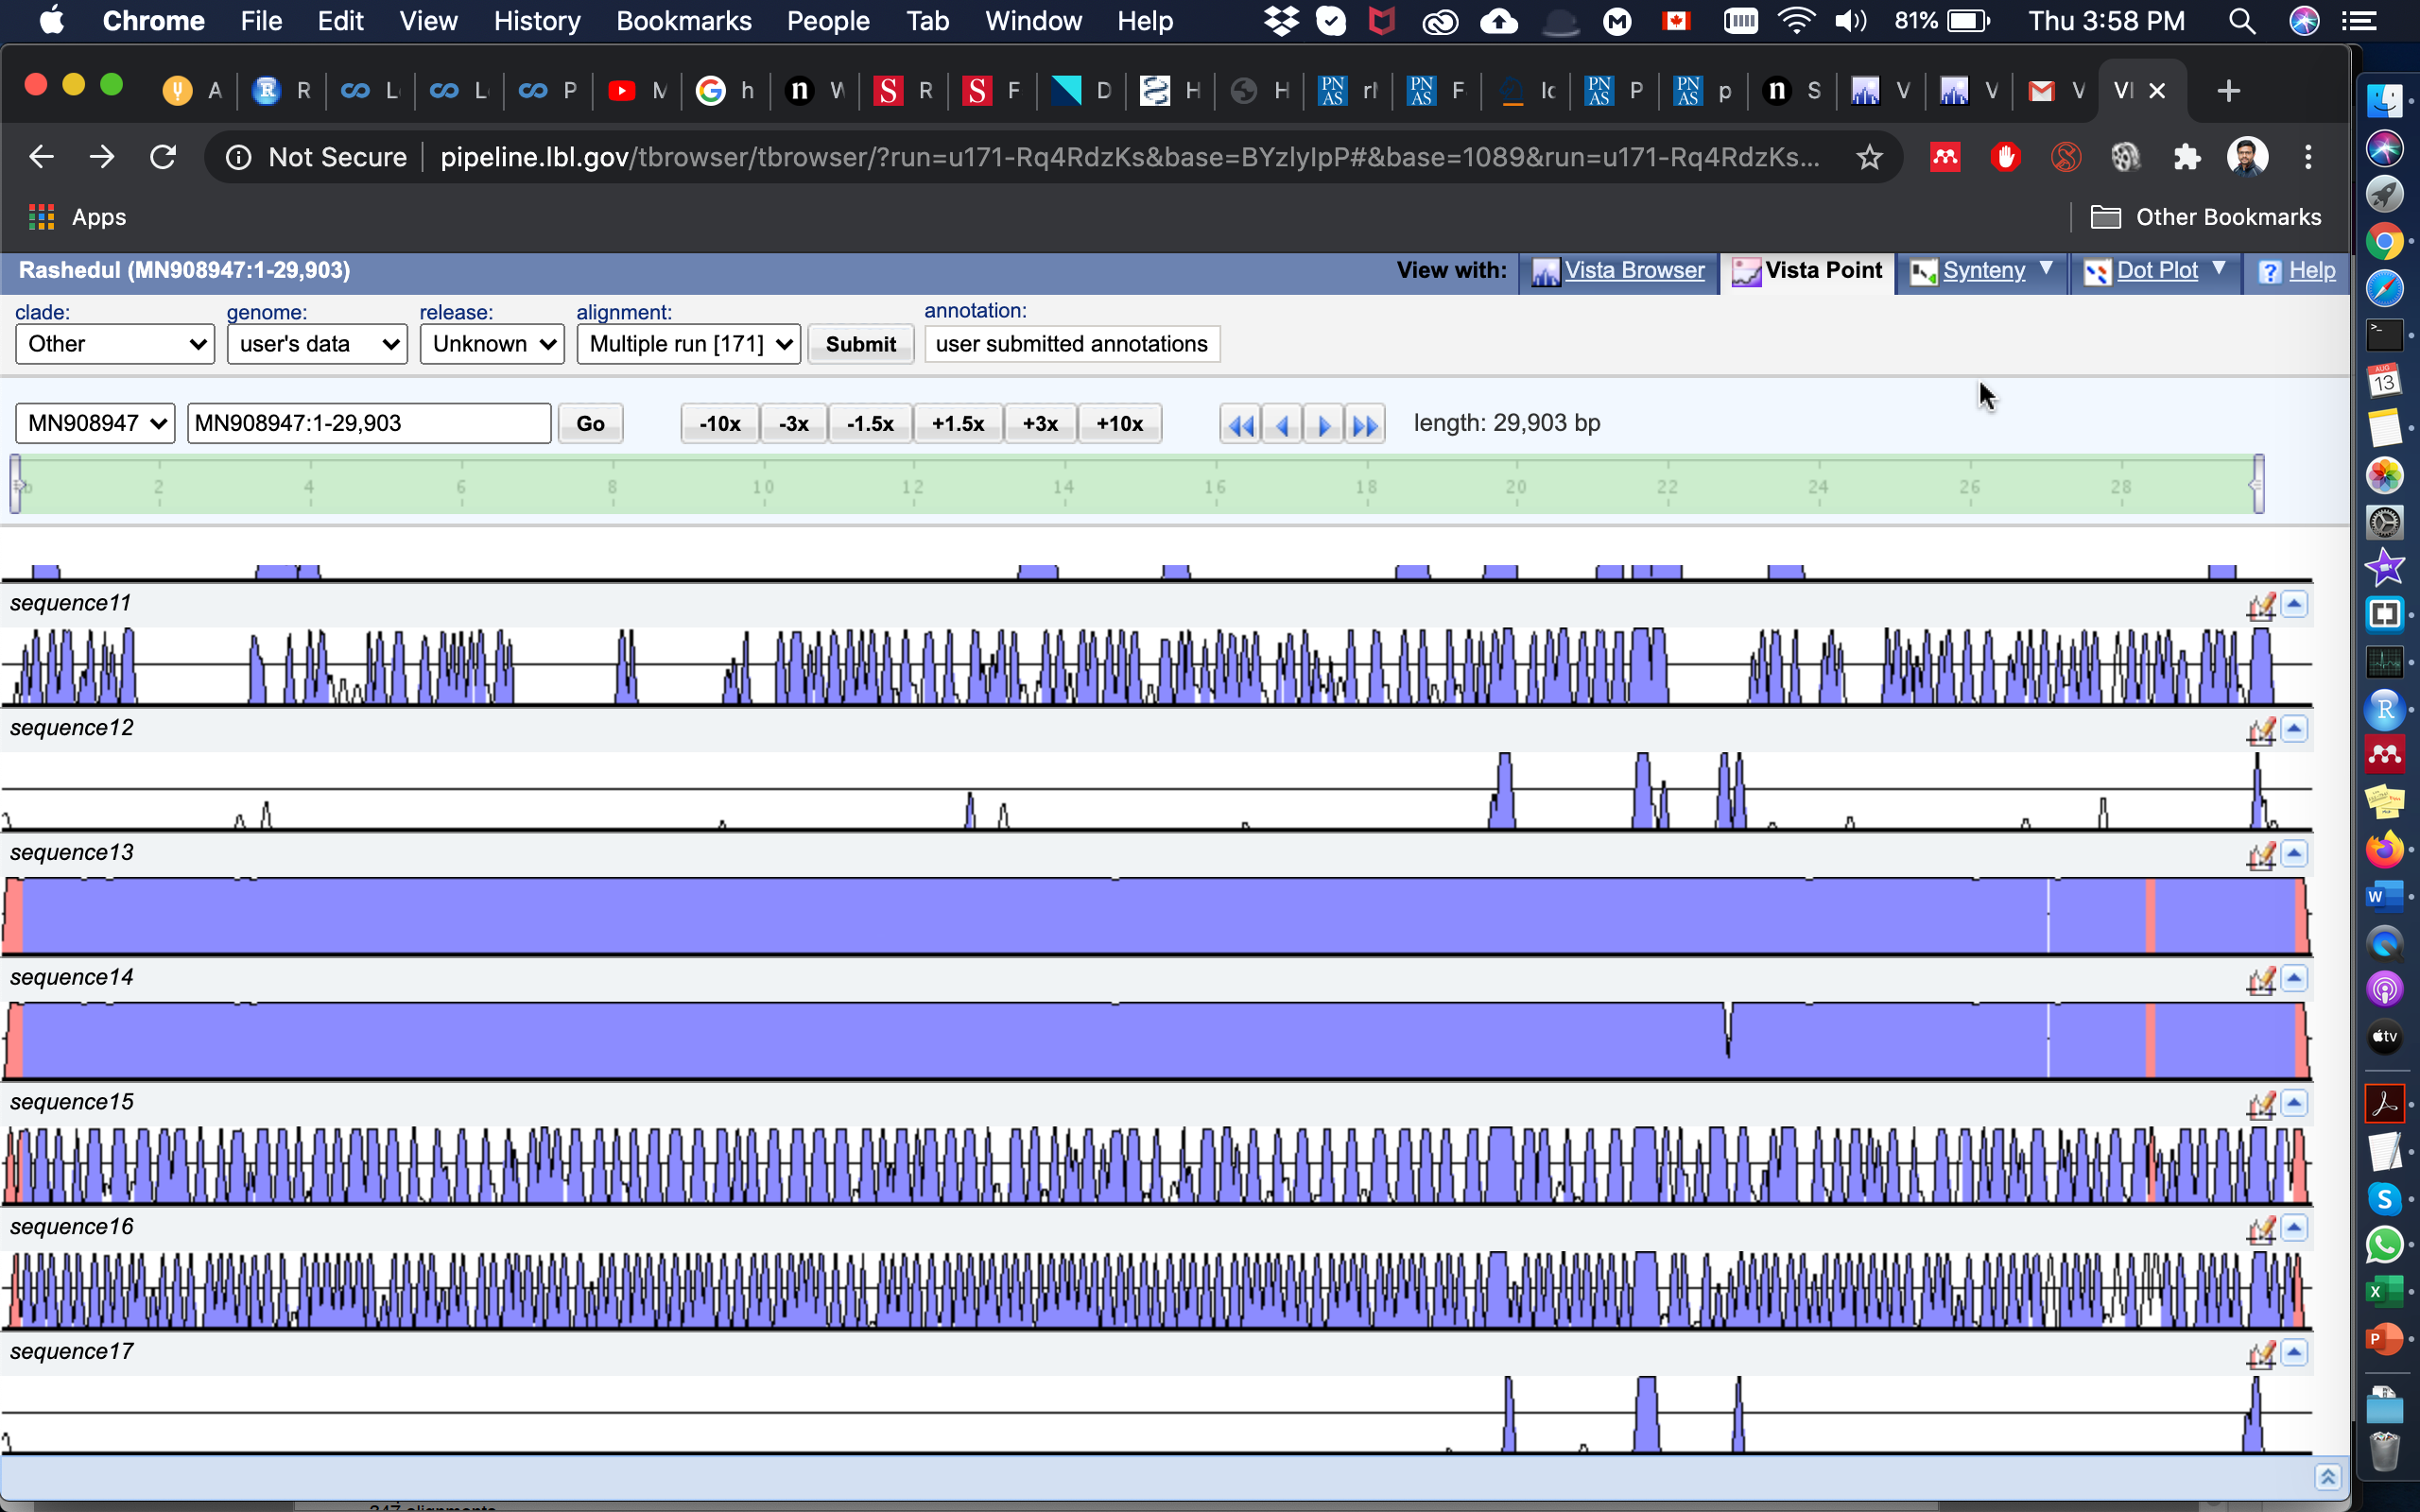 Chrome File Edit View History Bookmarks People Tab Window Help 81% Thu 3:58 PM
A R L L P M h W R F D H H rl F Ic P p S V V V VI
Not Secure pipeline.lbl.gov/tbrowser/tbrowser/?run=u171-Rq4RdzKs&base=BYzlyIpP#&base=1089&run=u171-Rq4RdzKs...
Apps Other Bookmarks
Rashedul (MN908947:1-29,903) View with: Vista Browser Vista Point Synteny Dot Plot Help
clade: genome: release: alignment: annotation:
Other user's data Unknown Multiple run [171] Submit user submitted annotations
MN908947 MN908947:1-29,903 Go -10x -3x -1.5x +1.5x +3x +10x length: 29,903 bp
2 4 6 8 10 12 14 16 18 20 22 24 26 28
sequence11
sequence12
sequence13
sequence14
sequence15
sequence16
sequence17